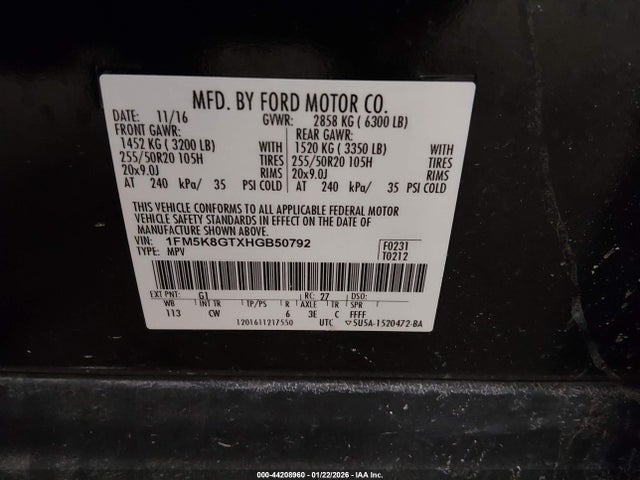 MFD. BY FORD MOTOR CO.
DATE: 11/16 GVWR: 2858 KG ( 6300 LB)
FRONT GAWR: REAR GAWR:
1452 KG ( 3200 LB) WITH 1520 KG ( 3350 LB) WITH
255/50R20 105H TIRES 255/50R20 105H TIRES
20x9.0J RIMS 20x9.0J RIMS
AT 240 kPa/ 35 PSI COLD AT 240 kPa/ 35 PSI COLD
THIS VEHICLE CONFORMS TO ALL APPLICABLE FEDERAL MOTOR
VEHICLE SAFETY STANDARDS IN EFFECT ON THE DATE OF
MANUFACTURE SHOWN ABOVE.
VIN: 1FM5K8GTXHGB50792 F0231
TYPE: MPV T0212
EXT PNT: G1 RC: 27 DSO:
WB INT TR TP/PS R AXLE TR SPR
113 CW 6 3E C FFFF
1201611217550 UTC ▽5U5A-1520472-BA
000-44208960 - 01/22/2026 - IAA, Inc.